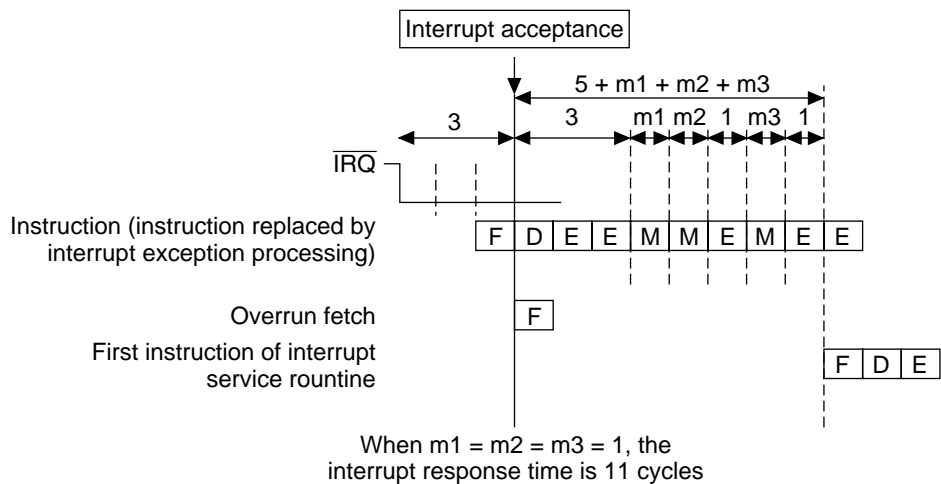 Interrupt acceptance
5 + m1 + m2 + m3
3 3 m1 m2 1 m3 1
IRQ
Instruction (instruction replaced by
interrupt exception processing)
F D E E M M E M E E
Overrun fetch
F
First instruction of interrupt
service rountine
F D E
When m1 = m2 = m3 = 1, the
interrupt response time is 11 cycles